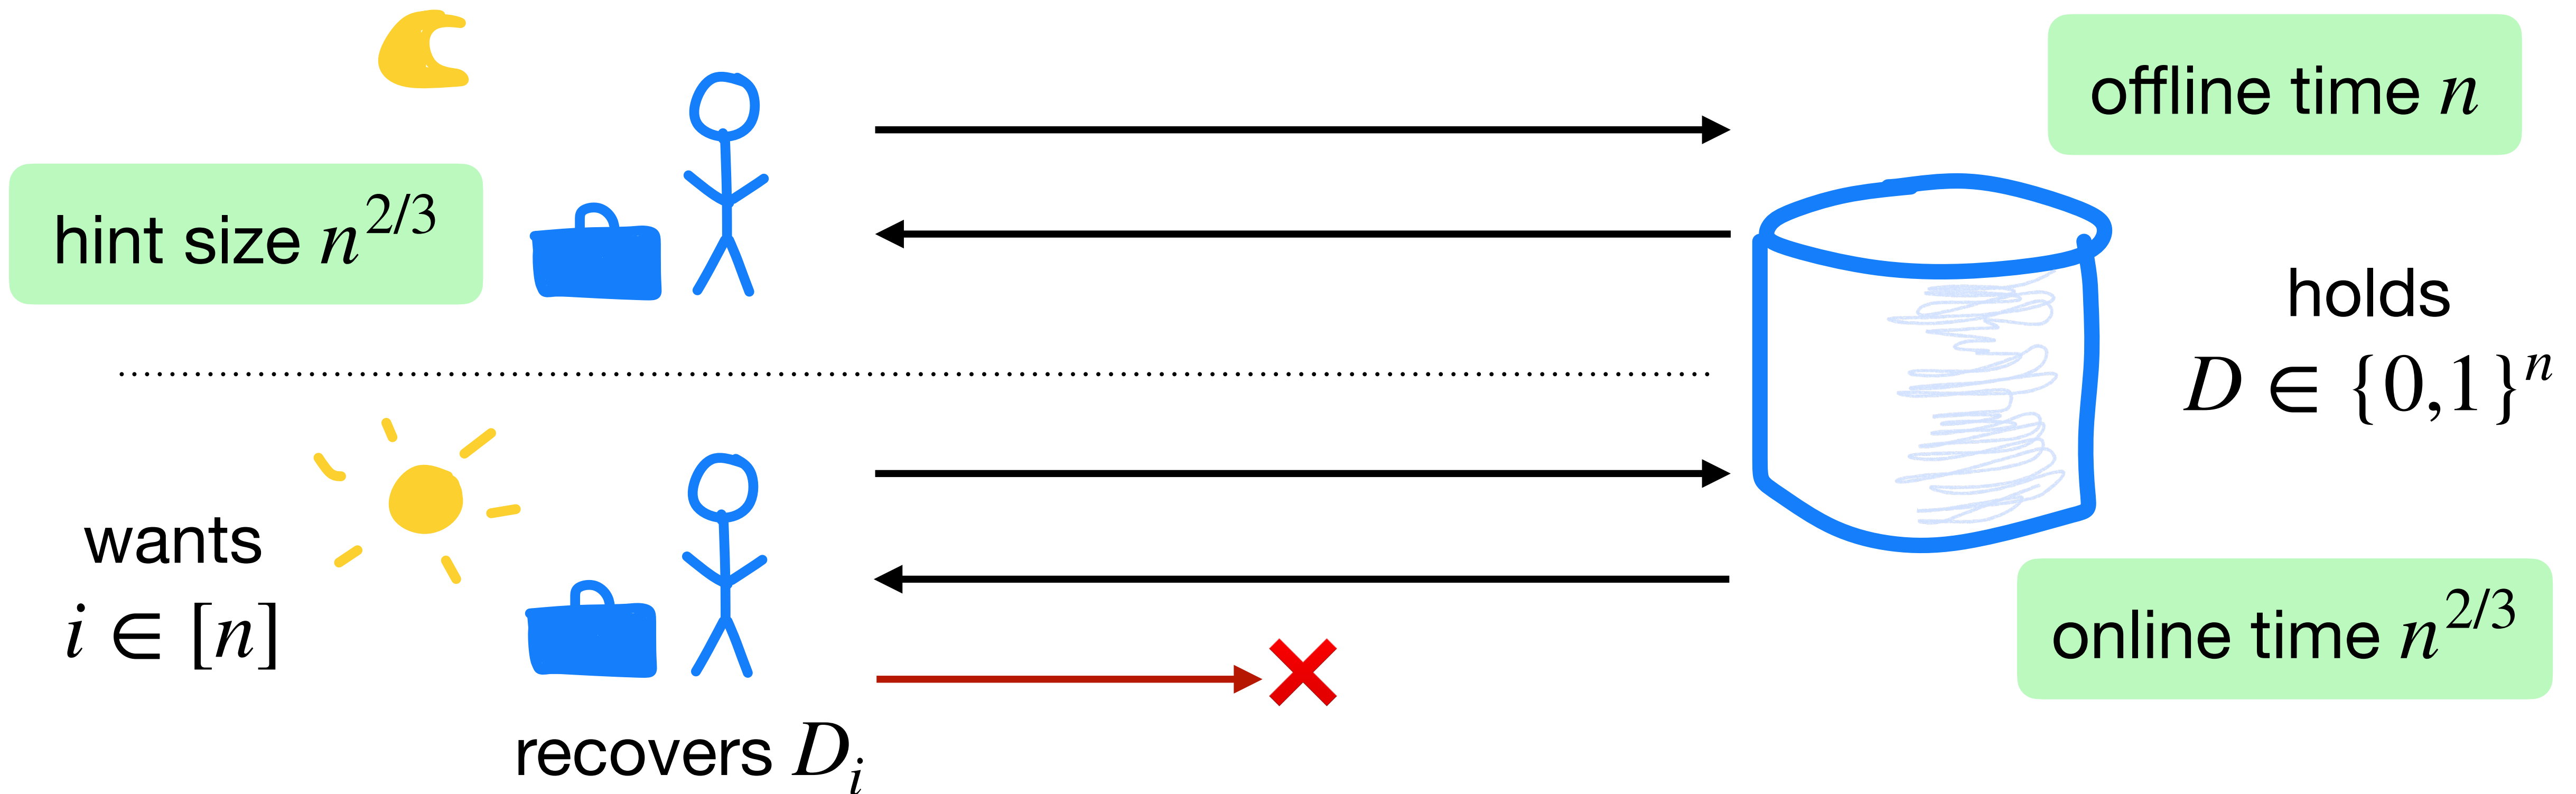 offline time n
hint size n^{2/3}
holds
D ∈ {0,1}^n
wants
i ∈ [n]
online time n^{2/3}
recovers D_i